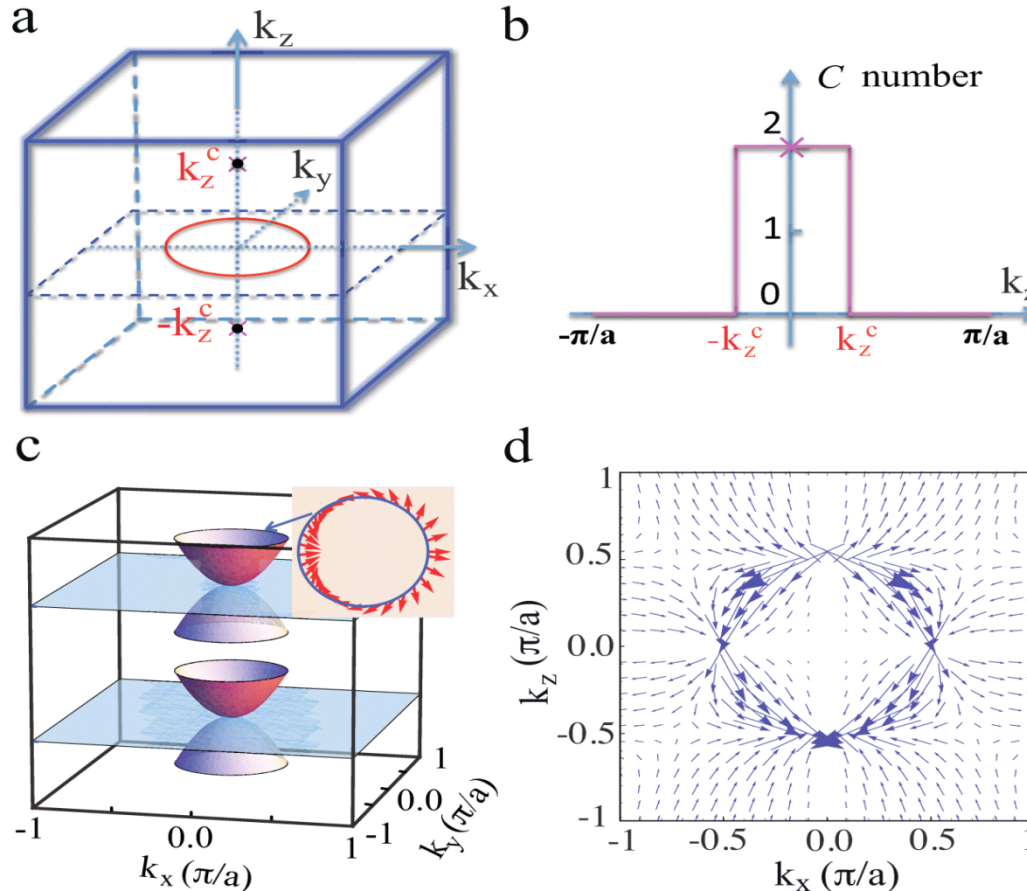 a
k_z
k_z^c
k_y
k_x
-k_z^c
b
C number
2
1
0
k_z
-π/a
-k_z^c
k_z^c
π/a
c
-1
0.0
1
k_x (π/a)
-1
0.0
1
k_y (π/a)
d
1
0.5
0.0
-0.5
-1
k_z (π/a)
-1
-0.5
0.0
0.5
1
k_x (π/a)